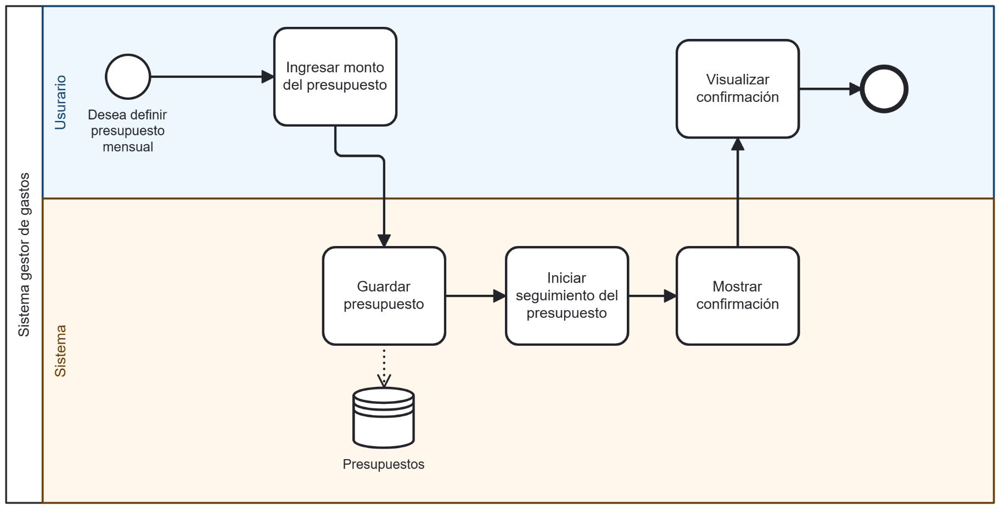 Sistema gestor de gastos
Usurario
Desea definir
presupuesto
mensual
Ingresar monto
del presupuesto
Visualizar
confirmación
Sistema
Guardar
presupuesto
Iniciar
seguimiento del
presupuesto
Mostrar
confirmación
Presupuestos